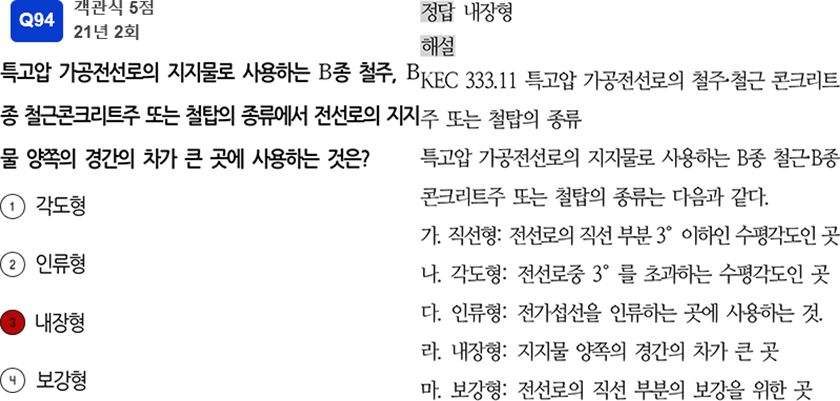 Q94
객관식 5점
21년 2회
특고압 가공전선로의 지지물로 사용하는 B종 철주, B
종 철근콘크리트주 또는 철탑의 종류에서 전선로의 지지
물 양쪽의 경간의 차가 큰 곳에 사용하는 것은?
1 각도형
2 인류형
3 내장형
4 보강형
정답 내장형
해설
KEC 333.11 특고압 가공전선로의 철주·철근 콘크리트
주 또는 철탑의 종류
특고압 가공전선로의 지지물로 사용하는 B종 철근·B종
콘크리트주 또는 철탑의 종류는 다음과 같다.
가. 직선형: 전선로의 직선 부분 3° 이하인 수평각도인 곳
나. 각도형: 전선로중 3° 를 초과하는 수평각도인 곳
다. 인류형: 전가섭선을 인류하는 곳에 사용하는 것.
라. 내장형: 지지물 양쪽의 경간의 차가 큰 곳
마. 보강형: 전선로의 직선 부분의 보강을 위한 곳